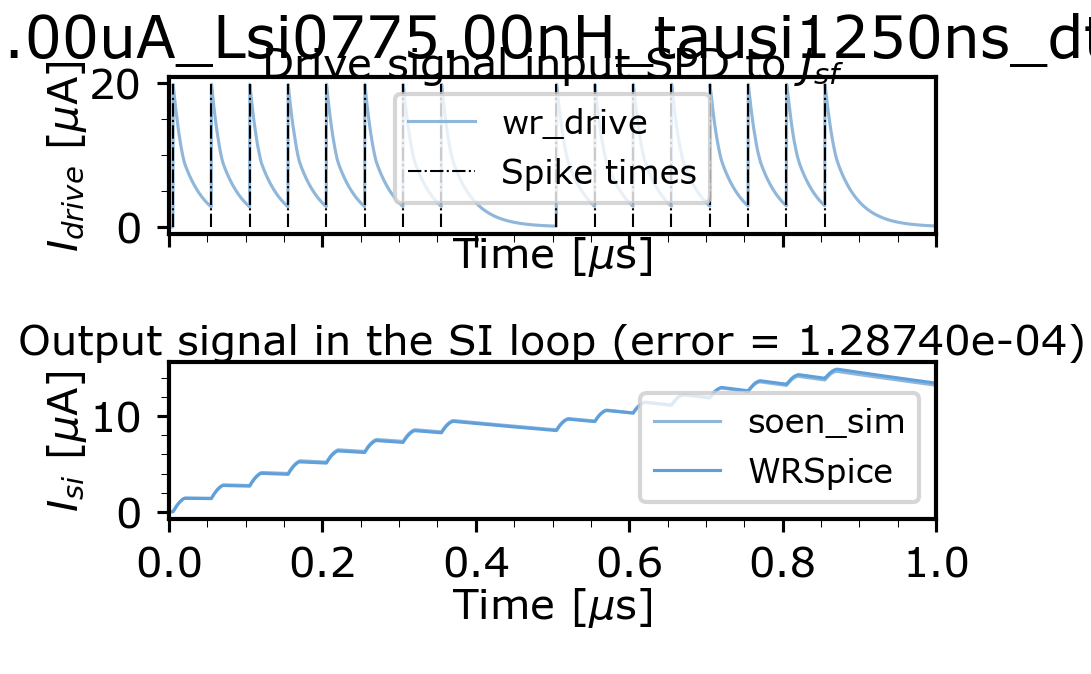 .00uA_Lsi0775.00nH_tausi1250ns_dt
Drive signal input SPD to J_sf
I_drive [μA]
20
0
wr_drive
Spike times
Time [μs]
Output signal in the SI loop (error = 1.28740e-04)
I_si [μA]
10
0
soen_sim
WRSpice
0.0 0.2 0.4 0.6 0.8 1.0
Time [μs]